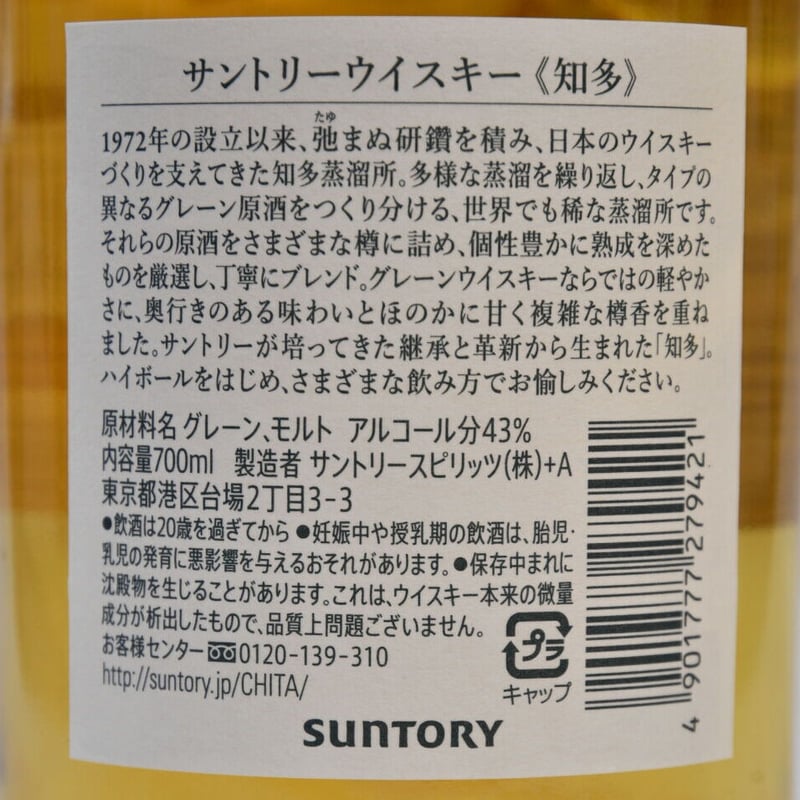 サントリーウイスキー《知多》
たゆ
1972年の設立以来、弛まぬ研鑽を積み、日本のウイスキー
づくりを支えてきた知多蒸溜所。多様な蒸溜を繰り返し、タイプの
異なるグレーン原酒をつくり分ける、世界でも稀な蒸溜所です。
それらの原酒をさまざまな樽に詰め、個性豊かに熟成を深めた
ものを厳選し、丁寧にブレンド。グレーンウイスキーならではの軽やか
さに、奥行きのある味わいとほのかに甘く複雑な樽香を重ね
ました。サントリーが培ってきた継承と革新から生まれた「知多」。
ハイボールをはじめ、さまざまな飲み方でお愉しみください。
原材料名 グレーン、モルト アルコール分43%
内容量700ml 製造者 サントリースピリッツ(株)+A
東京都港区台場2丁目3-3
●飲酒は20歳を過ぎてから ●妊娠中や授乳期の飲酒は、胎児・
乳児の発育に悪影響を与えるおそれがあります。●保存中まれに
沈殿物を生じることがあります。これは、ウイスキー本来の微量
成分が析出したもので、品質上問題ございません。
お客様センター 0120-139-310
http://suntory.jp/CHITA/
プラ
キャップ
SUNTORY
4 901777 279421